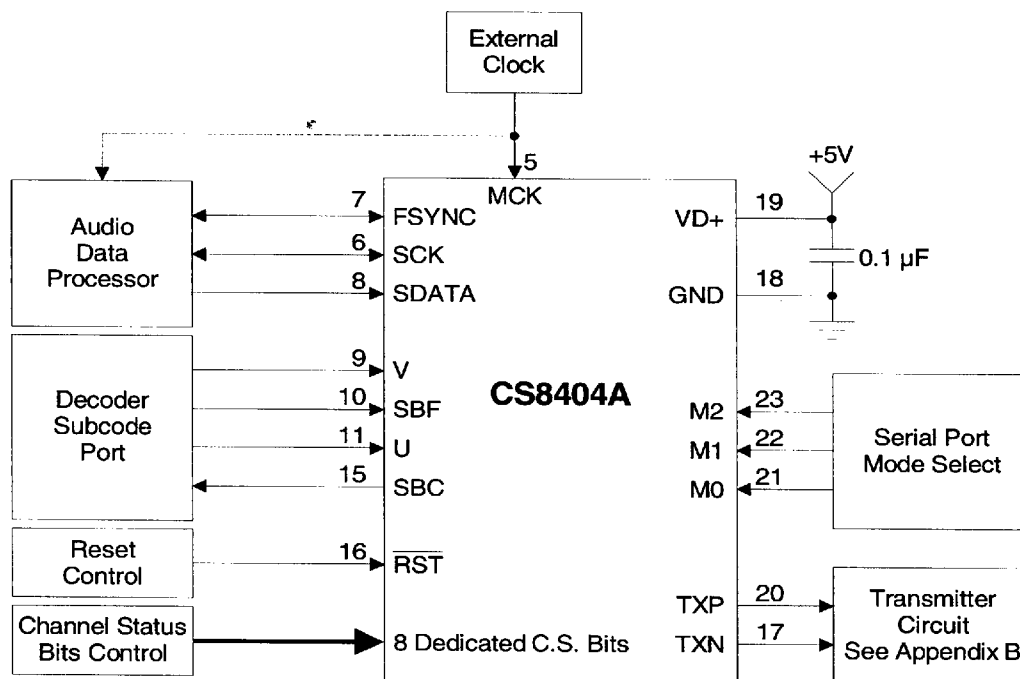 External
Clock
5
MCK
+5V
Audio
Data
Processor
7
FSYNC
6
SCK
8
SDATA
VD+
19
0.1 µF
GND
18
Decoder
Subcode
Port
9
V
10
SBF
11
U
15
SBC
CS8404A
M2
23
M1
22
M0
21
Serial Port
Mode Select
Reset
Control
16
RST
Channel Status
Bits Control
8 Dedicated C.S. Bits
TXP
20
TXN
17
Transmitter
Circuit
See Appendix B